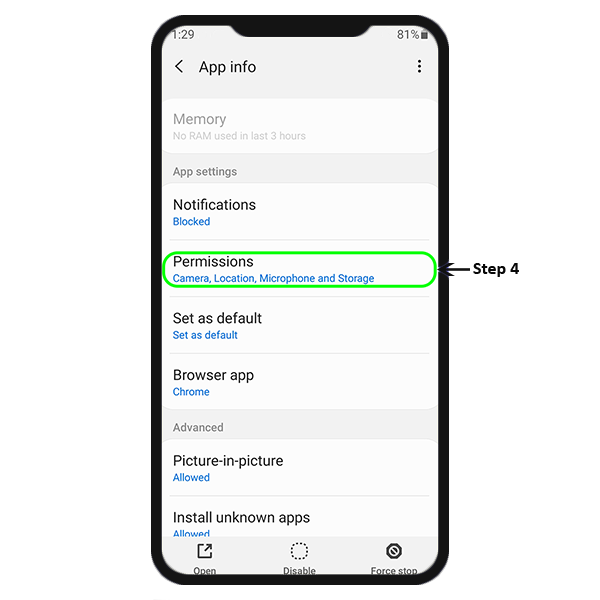 1:29 81%
App info
Memory
No RAM used in last 3 hours
App settings
Notifications
Blocked
Permissions
Camera, Location, Microphone and Storage
Step 4
Set as default
Set as default
Browser app
Chrome
Advanced
Picture-in-picture
Allowed
Install unknown apps
Allowed
Open Disable Force stop